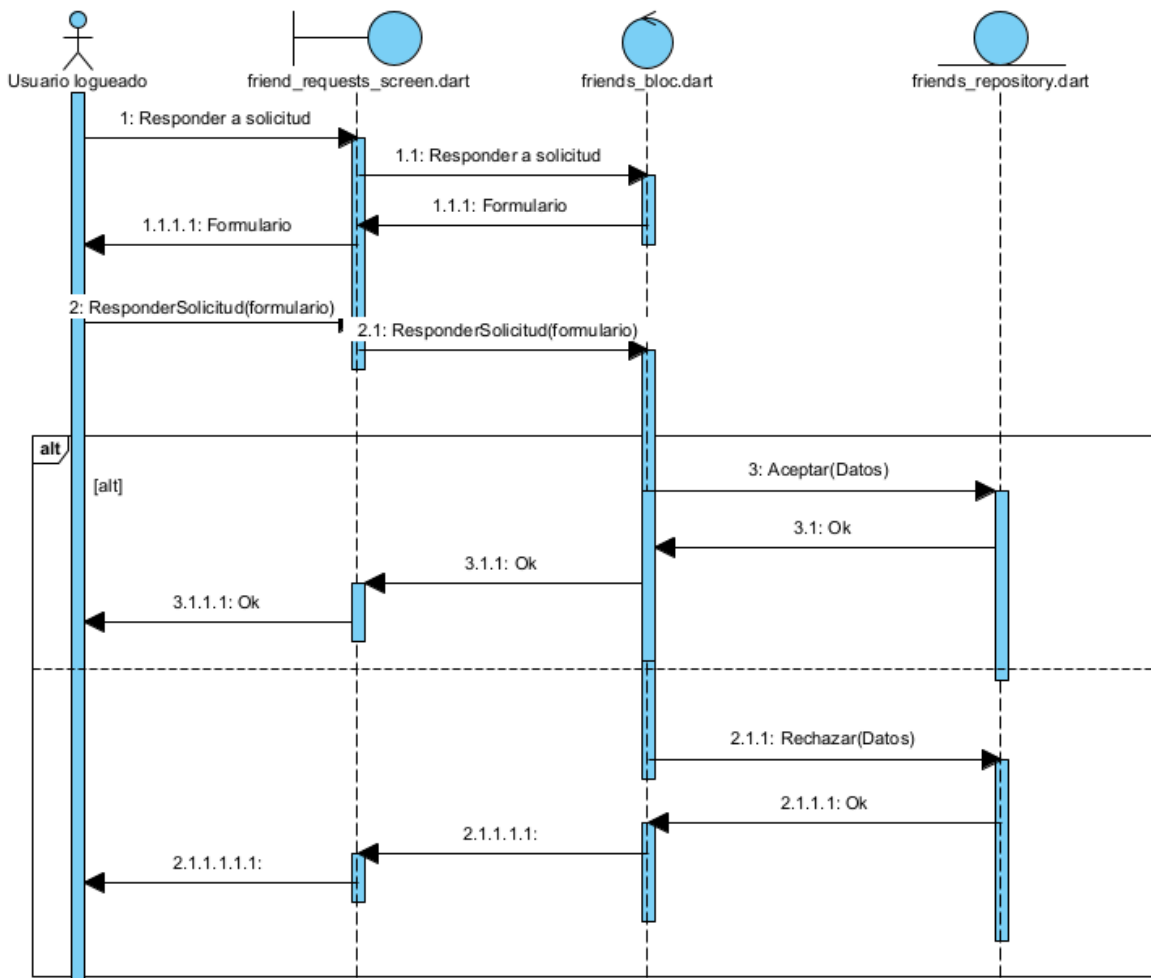 Usuario logueado
friend_requests_screen.dart
friends_bloc.dart
friends_repository.dart
1: Responder a solicitud
1.1: Responder a solicitud
1.1.1: Formulario
1.1.1.1: Formulario
2: ResponderSolicitud(formulario)
2.1: ResponderSolicitud(formulario)
alt
[alt]
3: Aceptar(Datos)
3.1: Ok
3.1.1: Ok
3.1.1.1: Ok
2.1.1: Rechazar(Datos)
2.1.1.1: Ok
2.1.1.1.1:
2.1.1.1.1.1: